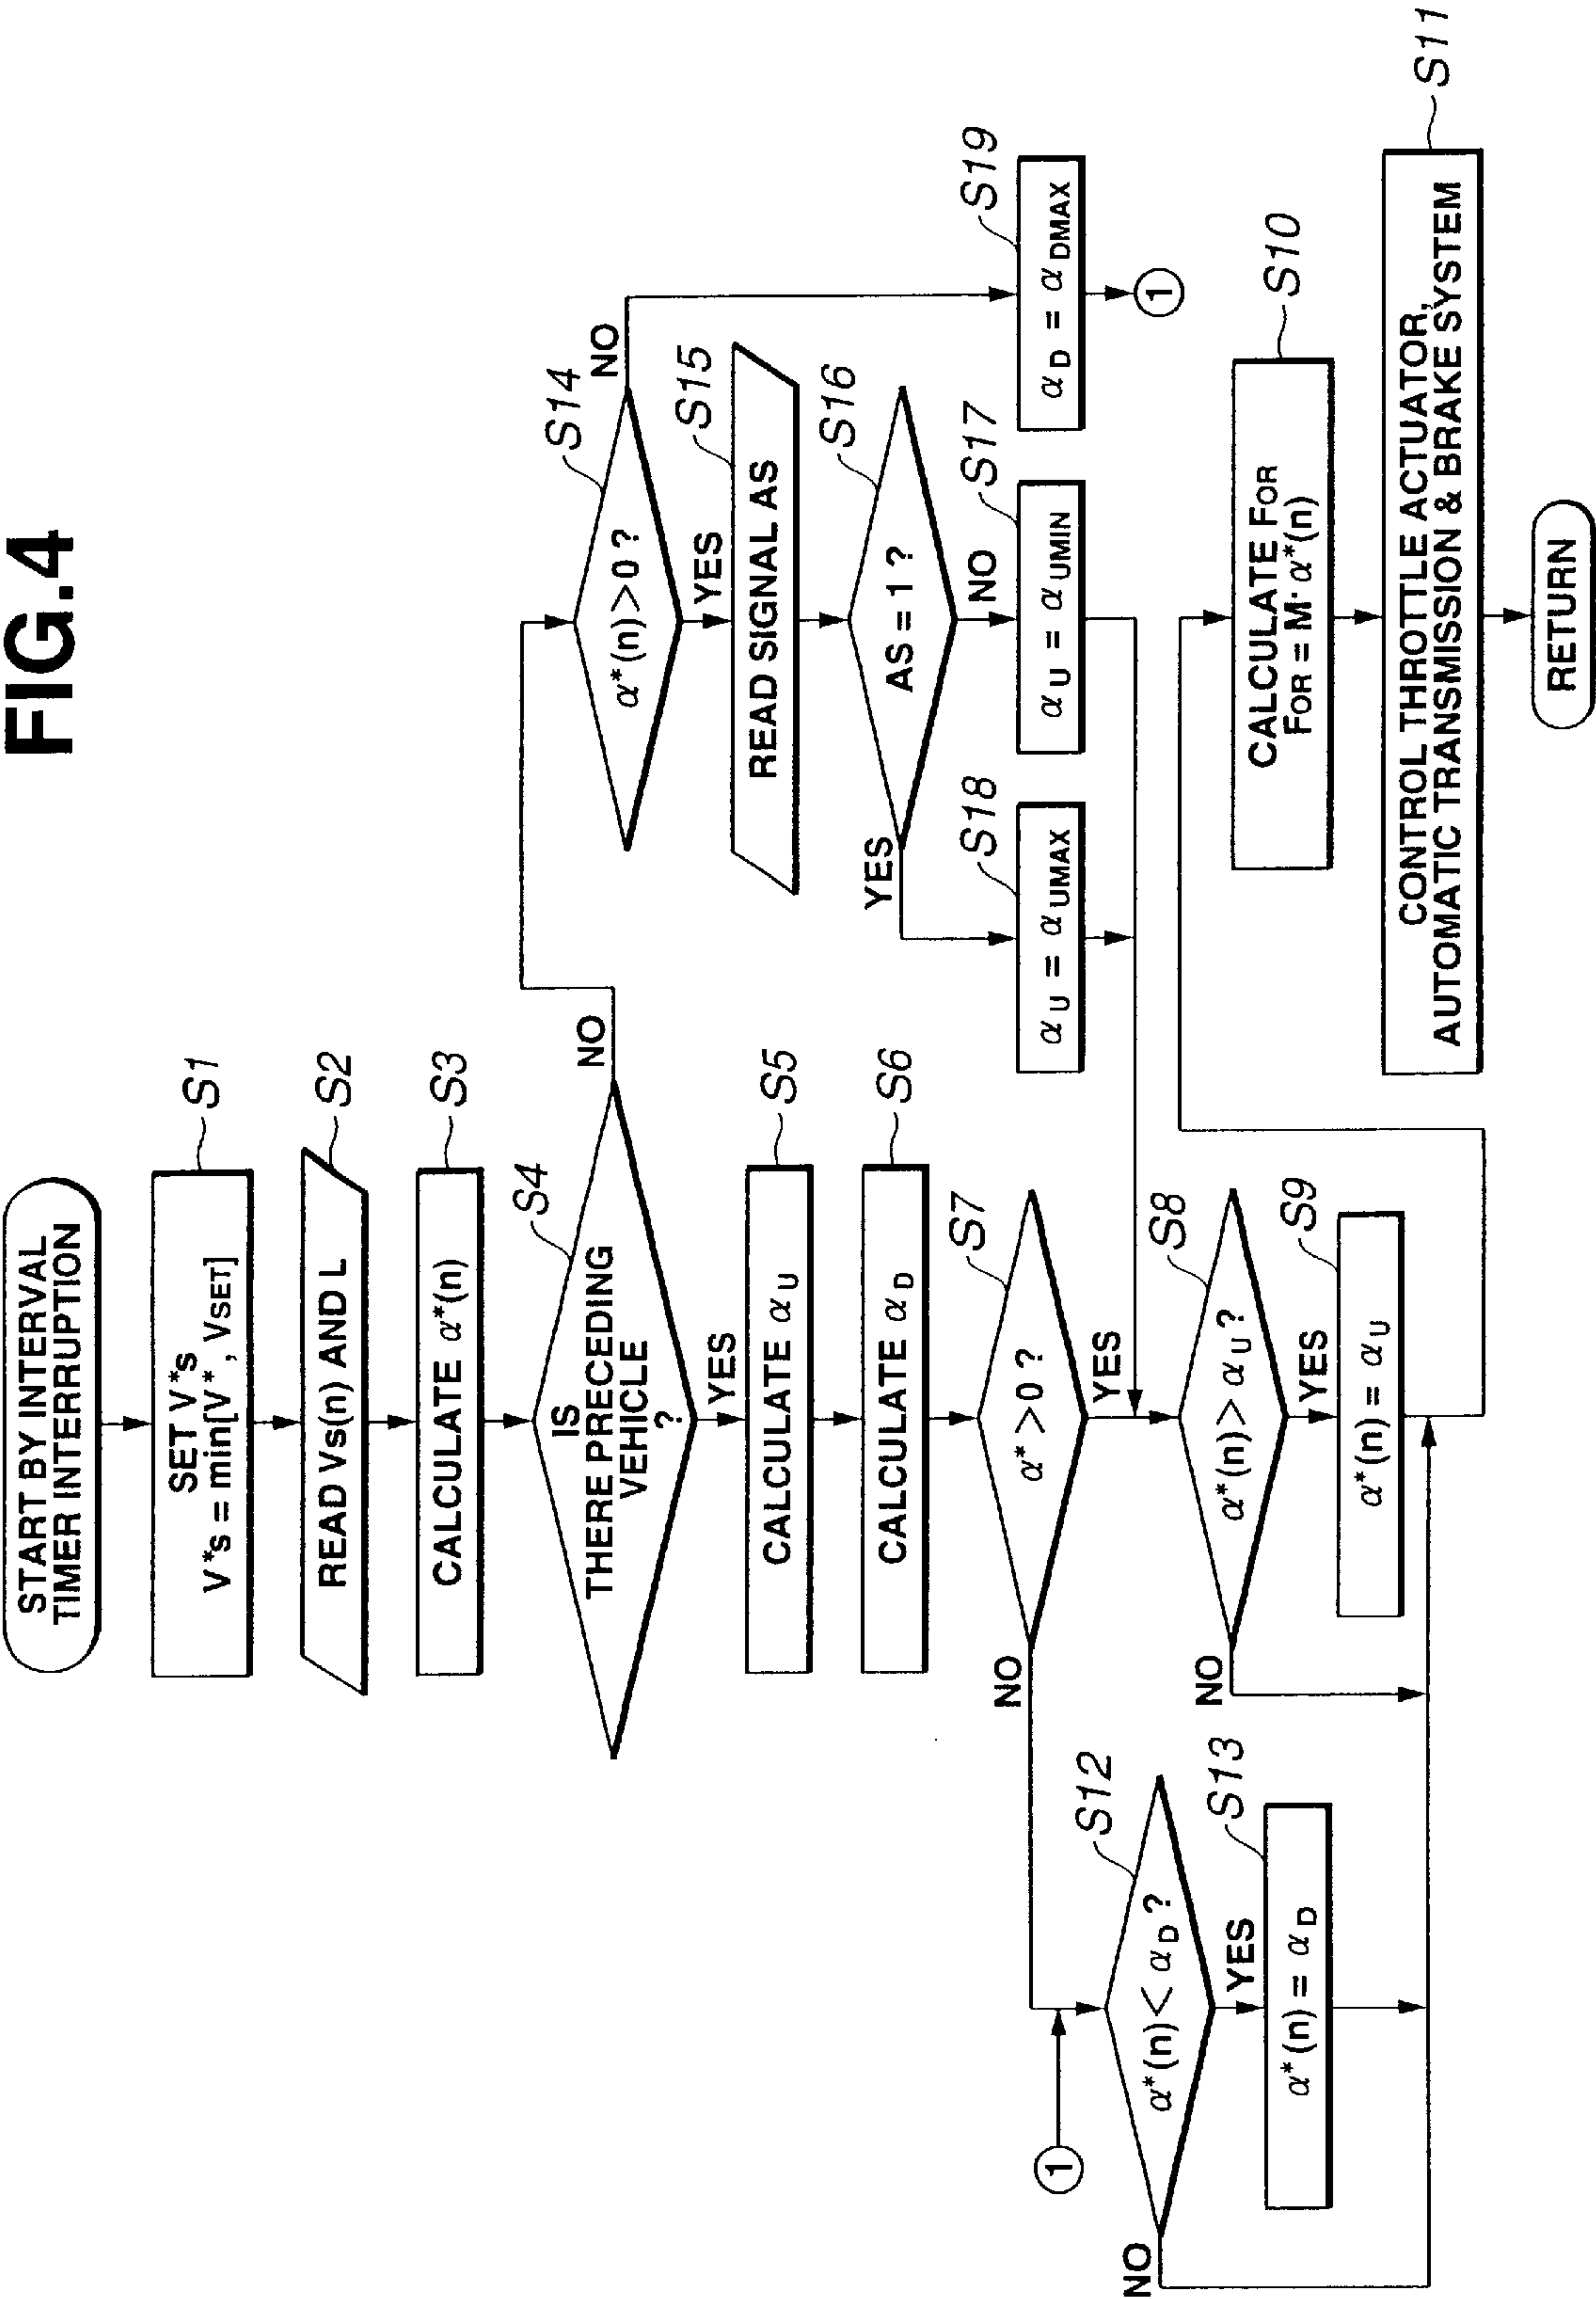 FIG.4
START BY INTERVAL
TIMER INTERRUPTION
S1
SET V*s
V*s = min[V*, VSET]
S2
READ Vs(n) AND L
S3
CALCULATE α*(n)
S4
IS
THERE PRECEDING
VEHICLE
?
NO
YES
S5
CALCULATE αU
S6
CALCULATE αD
S7
α* > 0 ?
NO
YES
S8
α*(n) > αU ?
NO
YES
S9
α*(n) = αU
1
S12
α*(n) < αD ?
NO
YES
S13
α*(n) = αD
S14
α*(n) > 0 ?
NO
YES
S15
READ SIGNAL AS
S16
AS = 1 ?
YES
NO
S18
αU = αUMAX
S17
αU = αUMIN
S19
αD = αDMAX
1
S10
CALCULATE FOR
FOR = M· α*(n)
S11
CONTROL THROTTLE ACTUATOR,
AUTOMATIC TRANSMISSION & BRAKE SYSTEM
RETURN